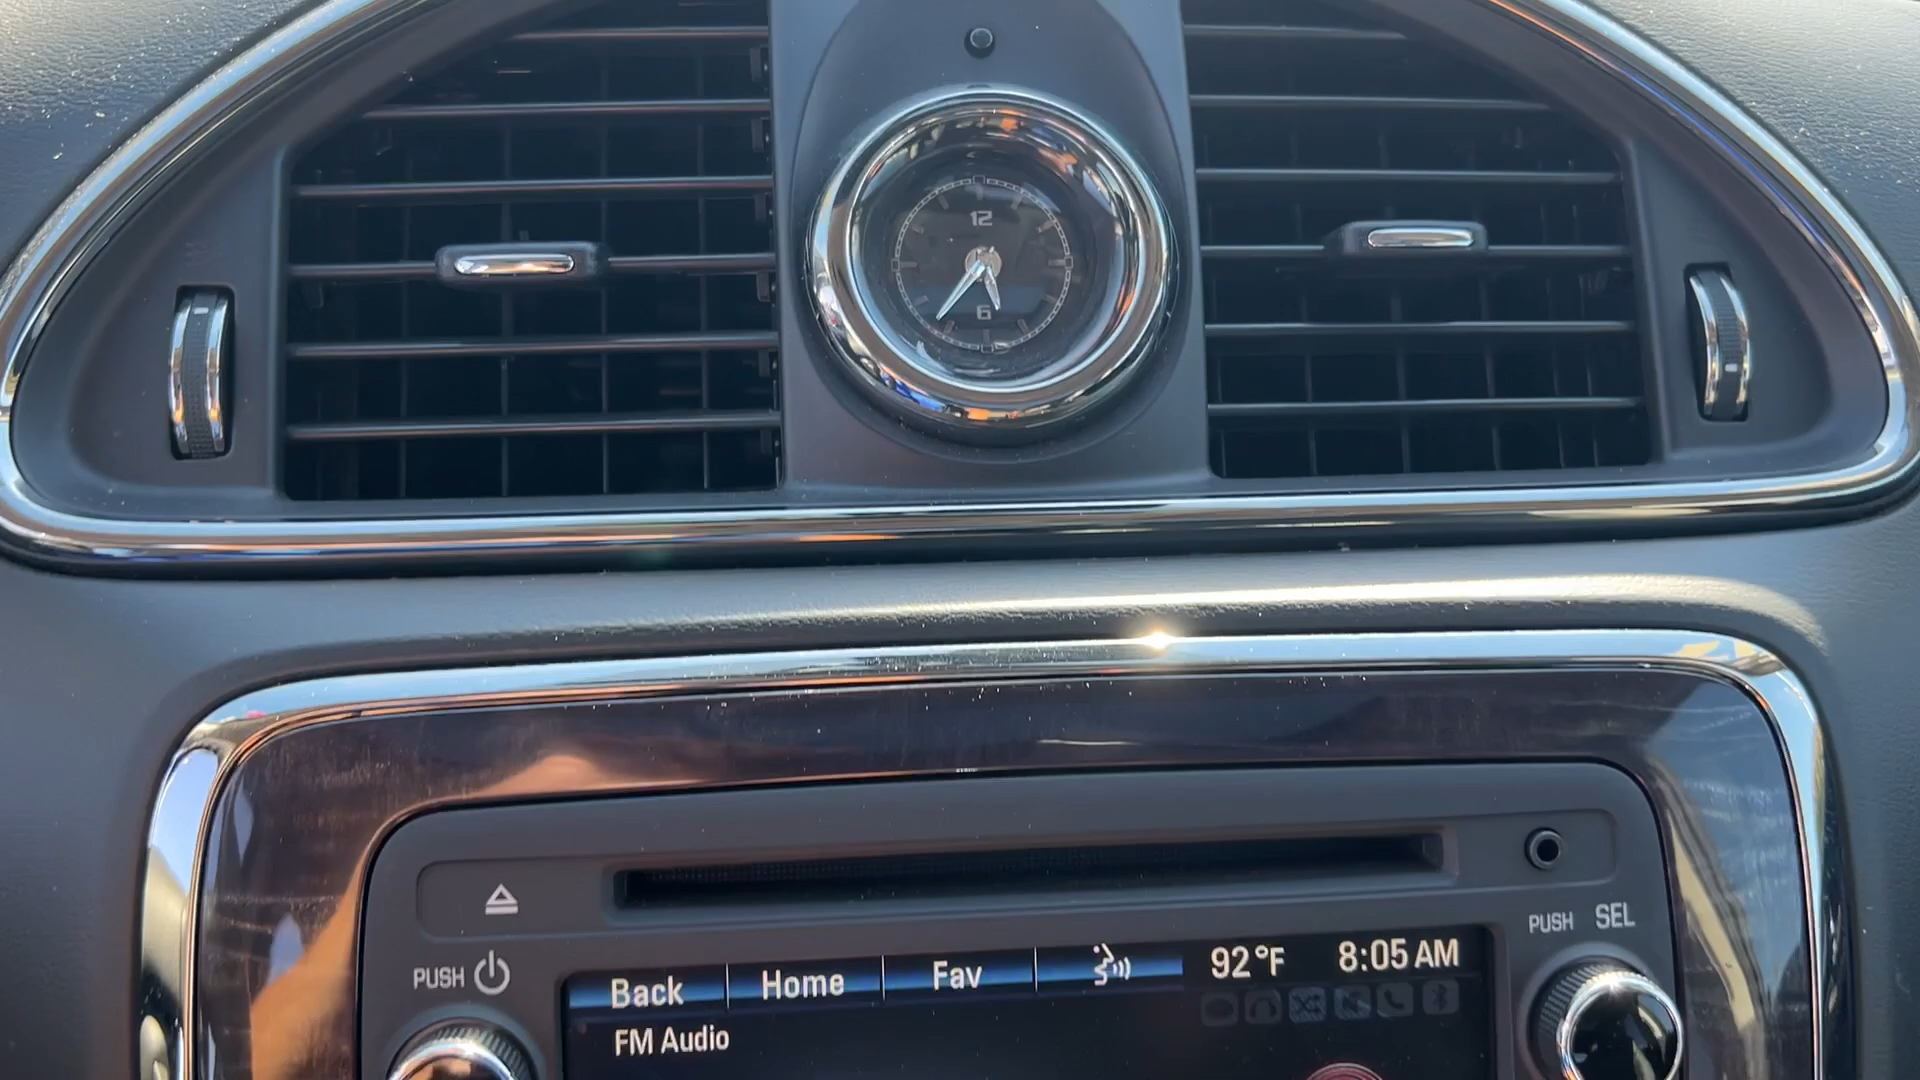 12
6
PUSH SEL
PUSH
Back Home Fav 92°F 8:05 AM
FM Audio